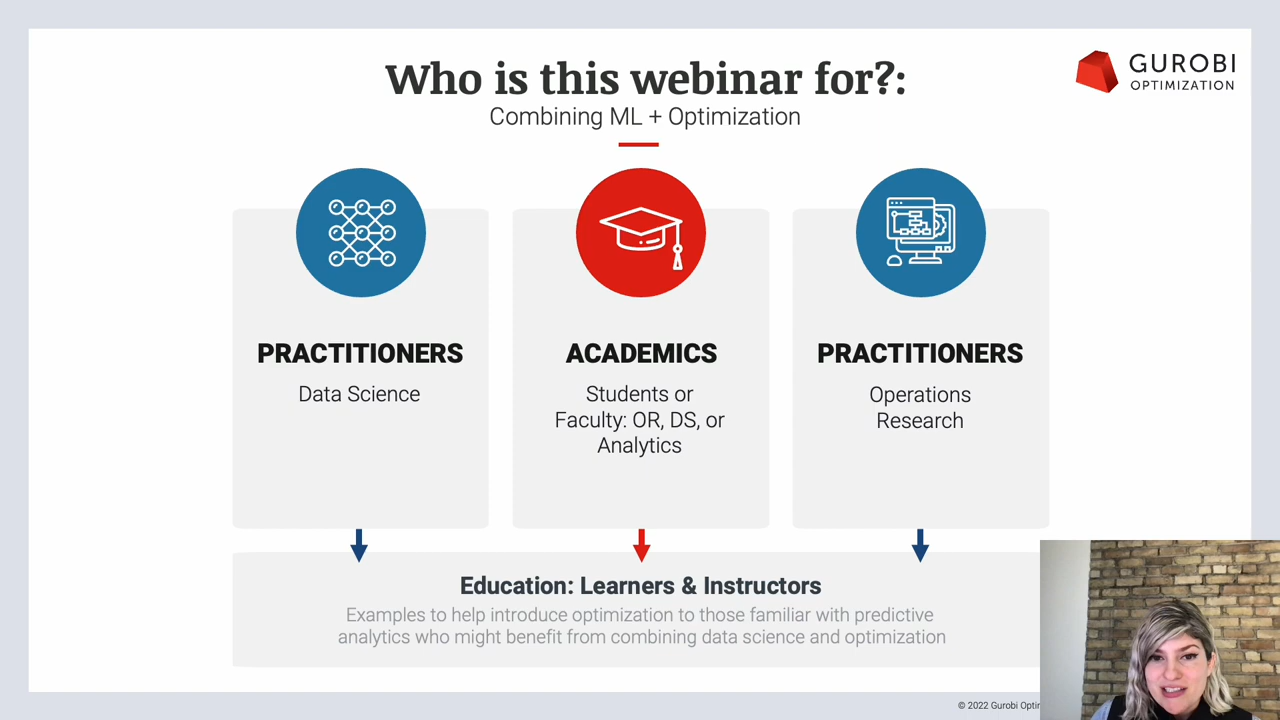 Who is this webinar for?:
Combining ML + Optimization
GUROBI
OPTIMIZATION
PRACTITIONERS
Data Science
ACADEMICS
Students or
Faculty: OR, DS, or
Analytics
PRACTITIONERS
Operations
Research
Education: Learners & Instructors
Examples to help introduce optimization to those familiar with predictive
analytics who might benefit from combining data science and optimization
© 2022 Gurobi